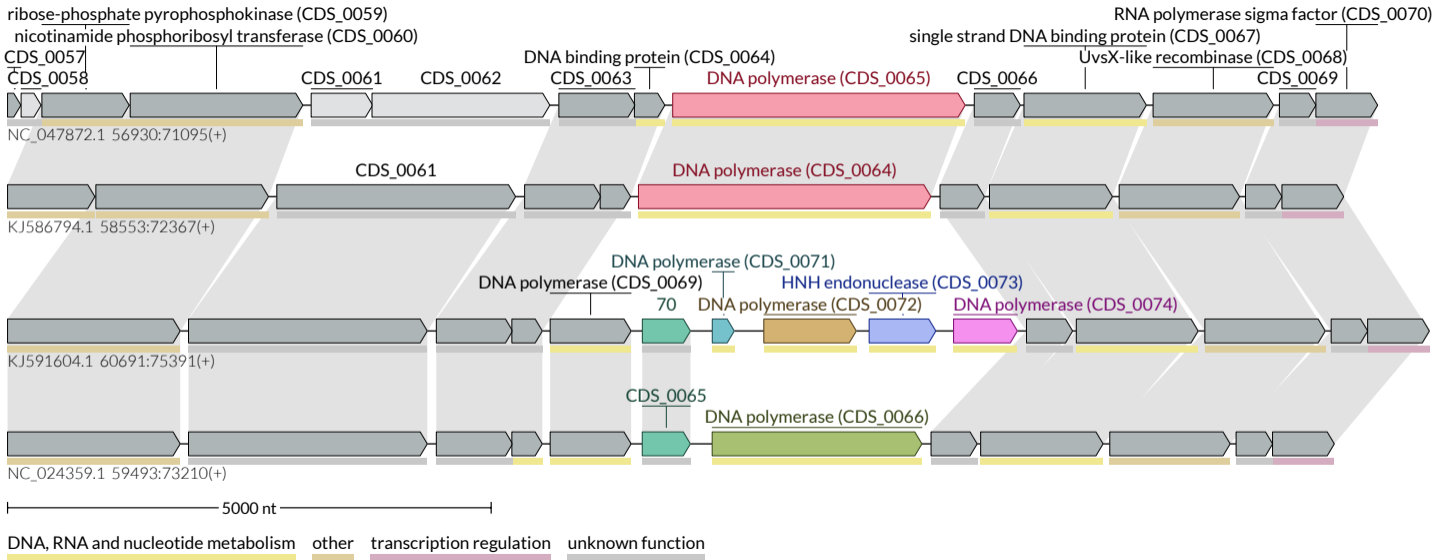 ribose-phosphate pyrophosphokinase (CDS_0059)
RNA polymerase sigma factor (CDS_0070)
nicotinamide phosphoribosyl transferase (CDS_0060)
single strand DNA binding protein (CDS_0067)
CDS_0057
DNA binding protein (CDS_0064)
UvsX-like recombinase (CDS_0068)
CDS_0058
CDS_0061
CDS_0062
CDS_0063
DNA polymerase (CDS_0065)
CDS_0066
CDS_0069
NC_047872.1 56930:71095(+)
CDS_0061
DNA polymerase (CDS_0064)
KJ586794.1 58553:72367(+)
DNA polymerase (CDS_0071)
DNA polymerase (CDS_0069)
HNH endonuclease (CDS_0073)
70
DNA polymerase (CDS_0072)
DNA polymerase (CDS_0074)
KJ591604.1 60691:75391(+)
CDS_0065
DNA polymerase (CDS_0066)
NC_024359.1 59493:73210(+)
5000 nt
DNA, RNA and nucleotide metabolism
other
transcription regulation
unknown function